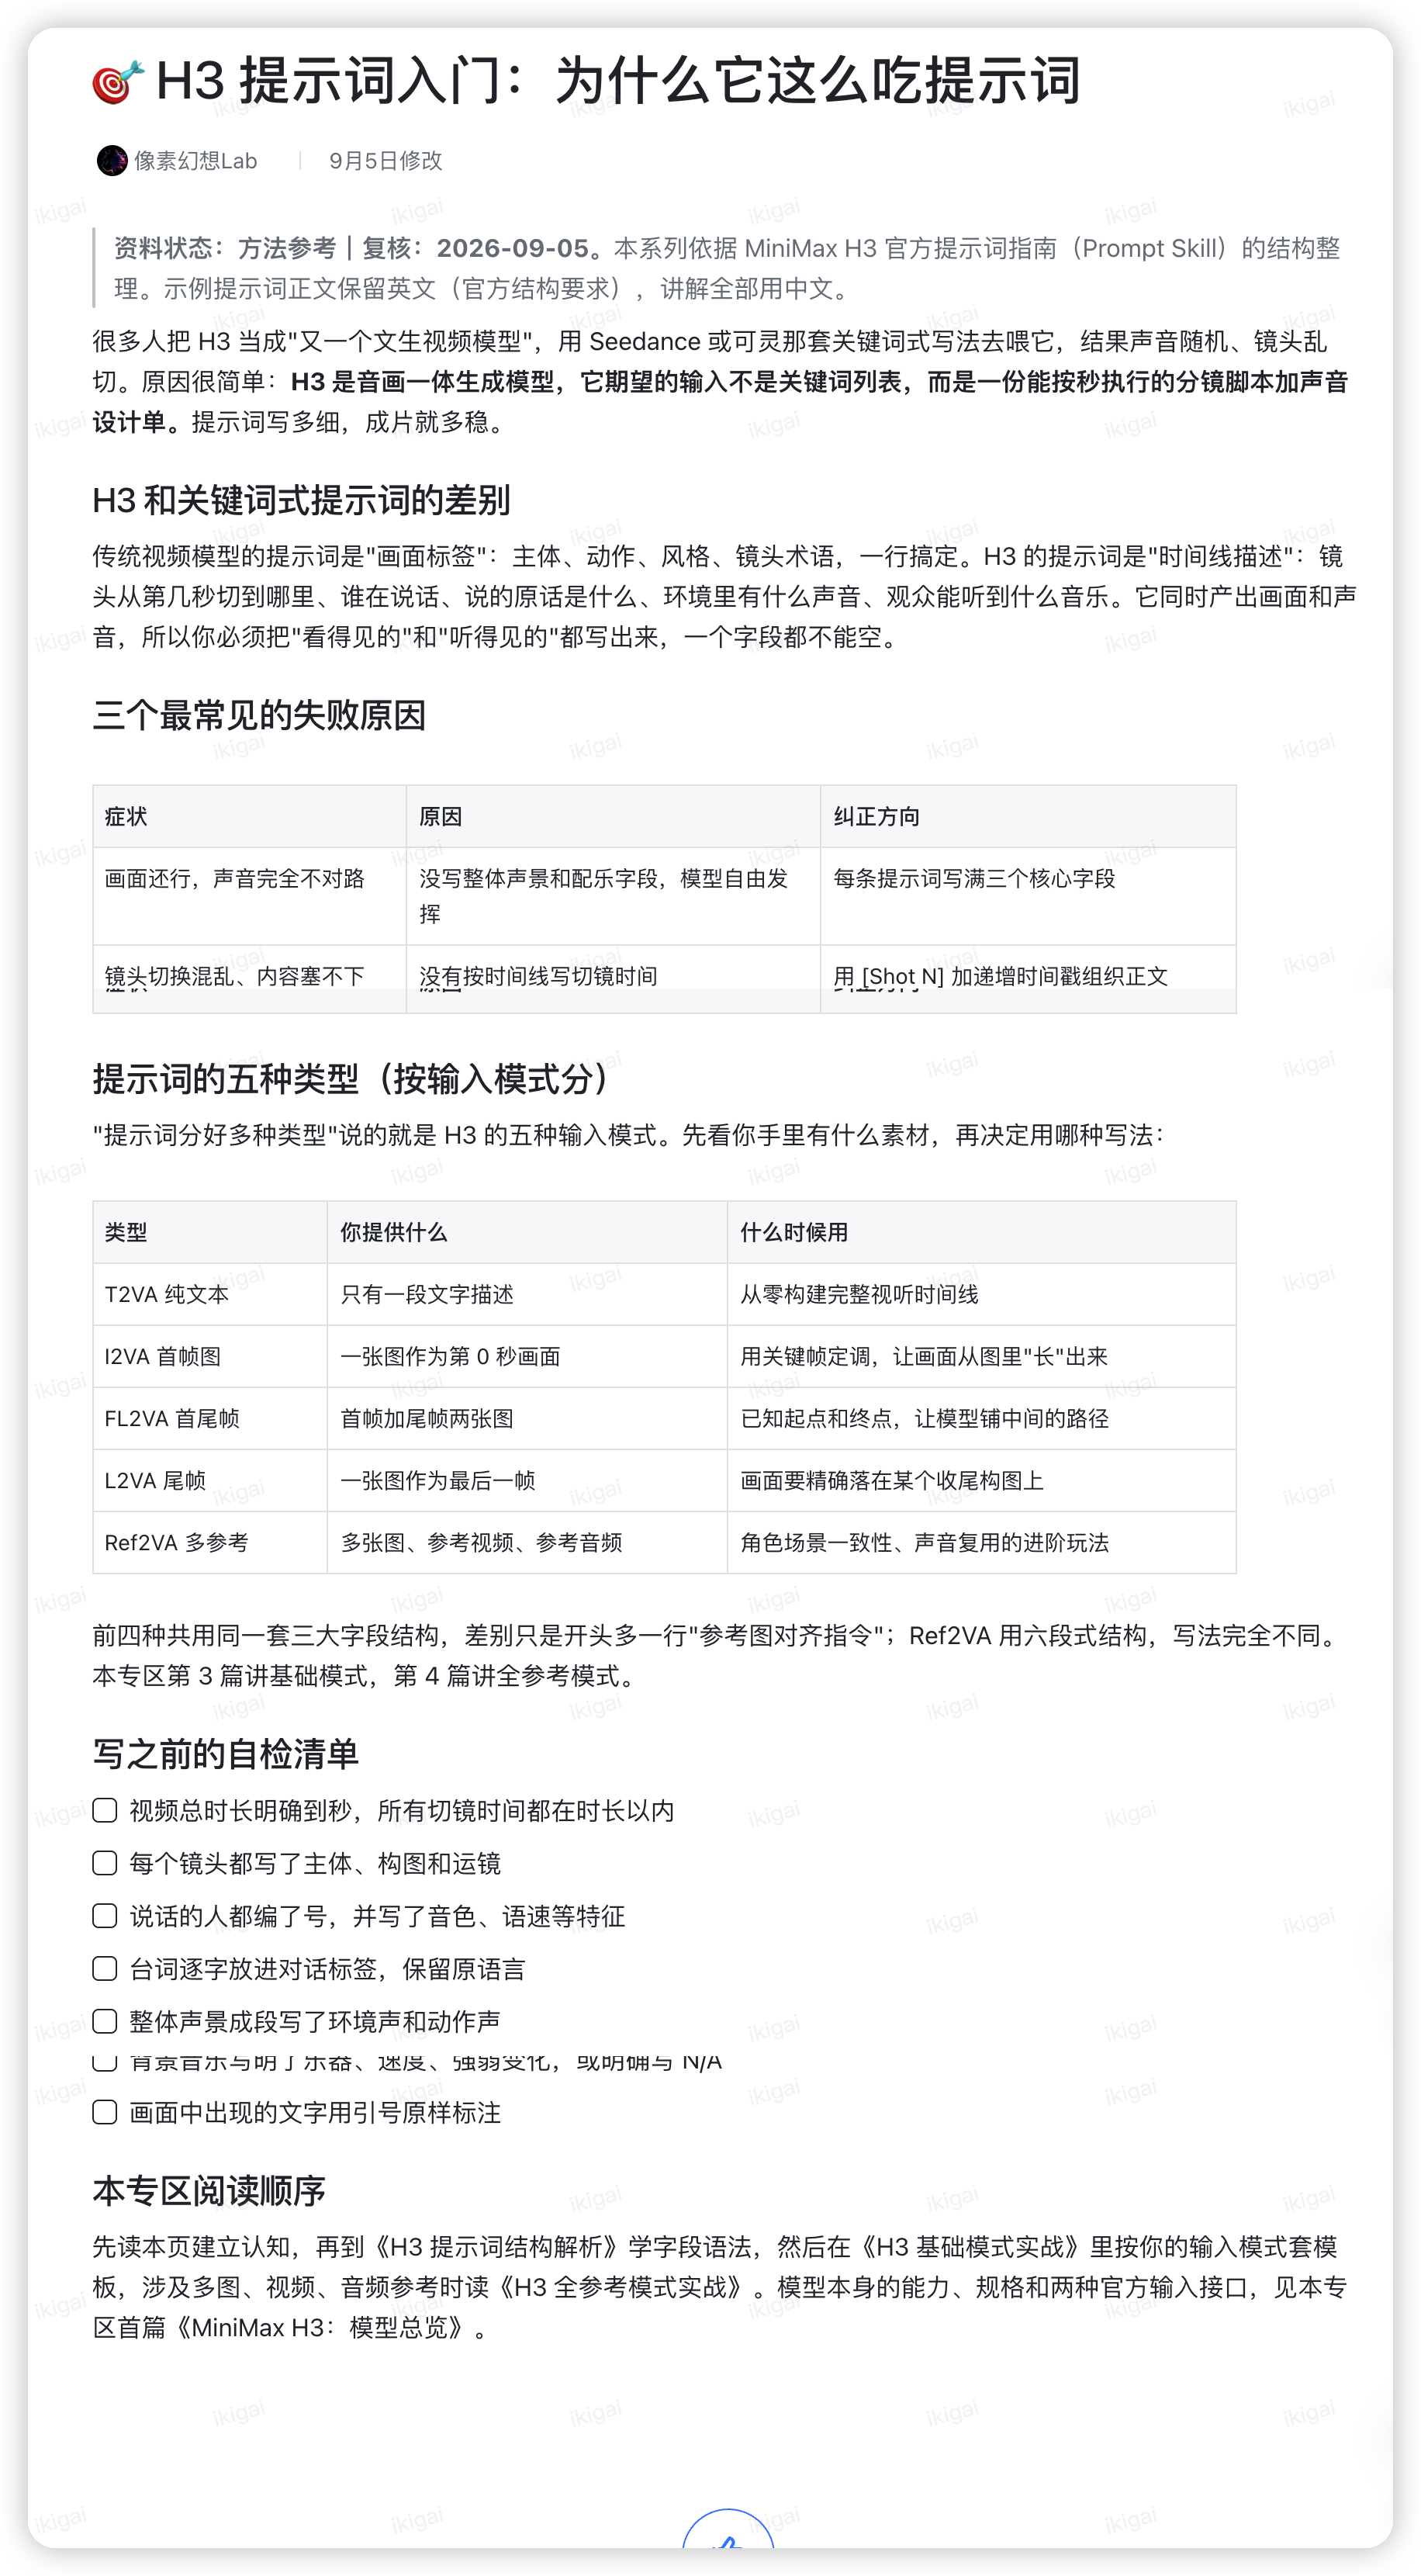 🎯 H3 提示词入门：为什么它这么吃提示词
像素幻想Lab | 9月5日修改
资料状态：方法参考｜复核：2026-09-05。本系列依据 MiniMax H3 官方提示词指南（Prompt Skill）的结构整
理。示例提示词正文保留英文（官方结构要求），讲解全部用中文。
很多人把 H3 当成"又一个文生视频模型"，用 Seedance 或可灵那套关键词式写法去喂它，结果声音随机、镜头乱
切。原因很简单：H3 是音画一体生成模型，它期望的输入不是关键词列表，而是一份能按秒执行的分镜脚本加声音
设计单。提示词写多细，成片就多稳。
H3 和关键词式提示词的差别
传统视频模型的提示词是"画面标签"：主体、动作、风格、镜头术语，一行搞定。H3 的提示词是"时间线描述"：镜
头从第几秒切到哪里、谁在说话、说的原话是什么、环境里有什么声音、观众能听到什么音乐。它同时产出画面和声
音，所以你必须把"看得见的"和"听得见的"都写出来，一个字段都不能空。
三个最常见的失败原因
症状 原因 纠正方向
画面还行，声音完全不对路 没写整体声景和配乐字段，模型自由发 每条提示词写满三个核心字段
挥
镜头切换混乱、内容塞不下 没有按时间线写切镜时间 用 [Shot N] 加递增时间戳组织正文
提示词的五种类型（按输入模式分）
"提示词分好多种类型"说的就是 H3 的五种输入模式。先看你手里有什么素材，再决定用哪种写法：
类型 你提供什么 什么时候用
T2VA 纯文本 只有一段文字描述 从零构建完整视听时间线
I2VA 首帧图 一张图作为第 0 秒画面 用关键帧定调，让画面从图里"长"出来
FL2VA 首尾帧 首帧加尾帧两张图 已知起点和终点，让模型铺中间的路径
L2VA 尾帧 一张图作为最后一帧 画面要精确落在某个收尾构图上
Ref2VA 多参考 多张图、参考视频、参考音频 角色场景一致性、声音复用的进阶玩法
前四种共用同一套三大字段结构，差别只是开头多一行"参考图对齐指令"；Ref2VA 用六段式结构，写法完全不同。
本专区第 3 篇讲基础模式，第 4 篇讲全参考模式。
写之前的自检清单
视频总时长明确到秒，所有切镜时间都在时长以内
每个镜头都写了主体、构图和运镜
说话的人都编了号，并写了音色、语速等特征
台词逐字放进对话标签，保留原语言
整体声景成段写了环境声和动作声
背景音乐写明了乐器、速度、强弱变化，或明确写 N/A
画面中出现的文字用引号原样标注
本专区阅读顺序
先读本页建立认知，再到《H3 提示词结构解析》学字段语法，然后在《H3 基础模式实战》里按你的输入模式套模
板，涉及多图、视频、音频参考时读《H3 全参考模式实战》。模型本身的能力、规格和两种官方输入接口，见本专
区首篇《MiniMax H3：模型总览》。
ikigai